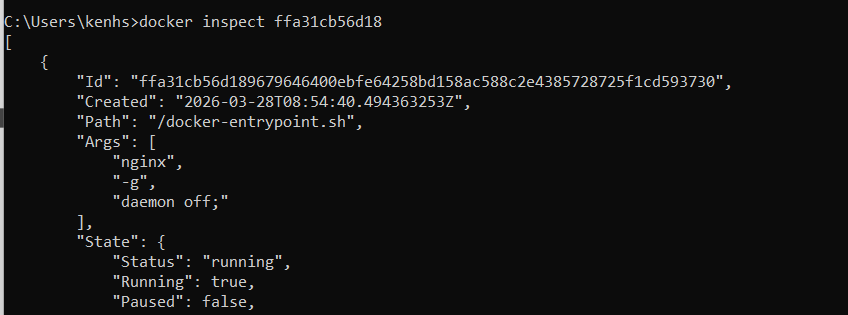 C:\Users\kenhs>docker inspect ffa31cb56d18
[
    {
        "Id": "ffa31cb56d189679646400ebfe64258bd158ac588c2e4385728725f1cd593730",
        "Created": "2026-03-28T08:54:40.494363253Z",
        "Path": "/docker-entrypoint.sh",
        "Args": [
            "nginx",
            "-g",
            "daemon off;"
        ],
        "State": {
            "Status": "running",
            "Running": true,
            "Paused": false,